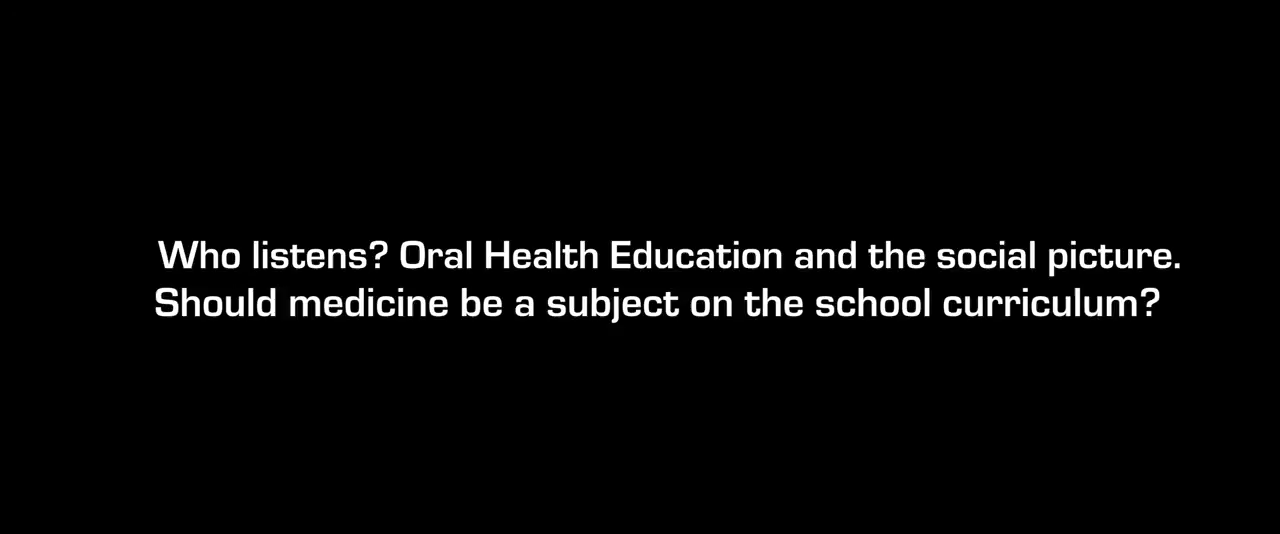 Who listens? Oral Health Education and the social picture.
Should medicine be a subject on the school curriculum?